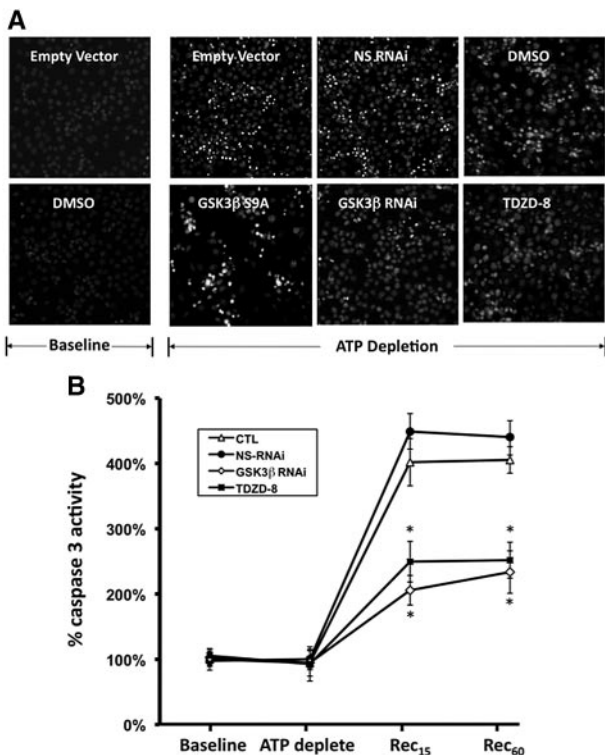 A
Empty Vector
Empty Vector
NS RNAi
DMSO
DMSO
GSK3β S9A
GSK3β RNAi
TDZD-8
Baseline
ATP Depletion
B
500%
400%
300%
200%
100%
0%
% caspase 3 activity
CTL
NS-RNAi
GSK3β RNAi
TDZD-8
*
*
*
*
Baseline
ATP deplete
Rec15
Rec60